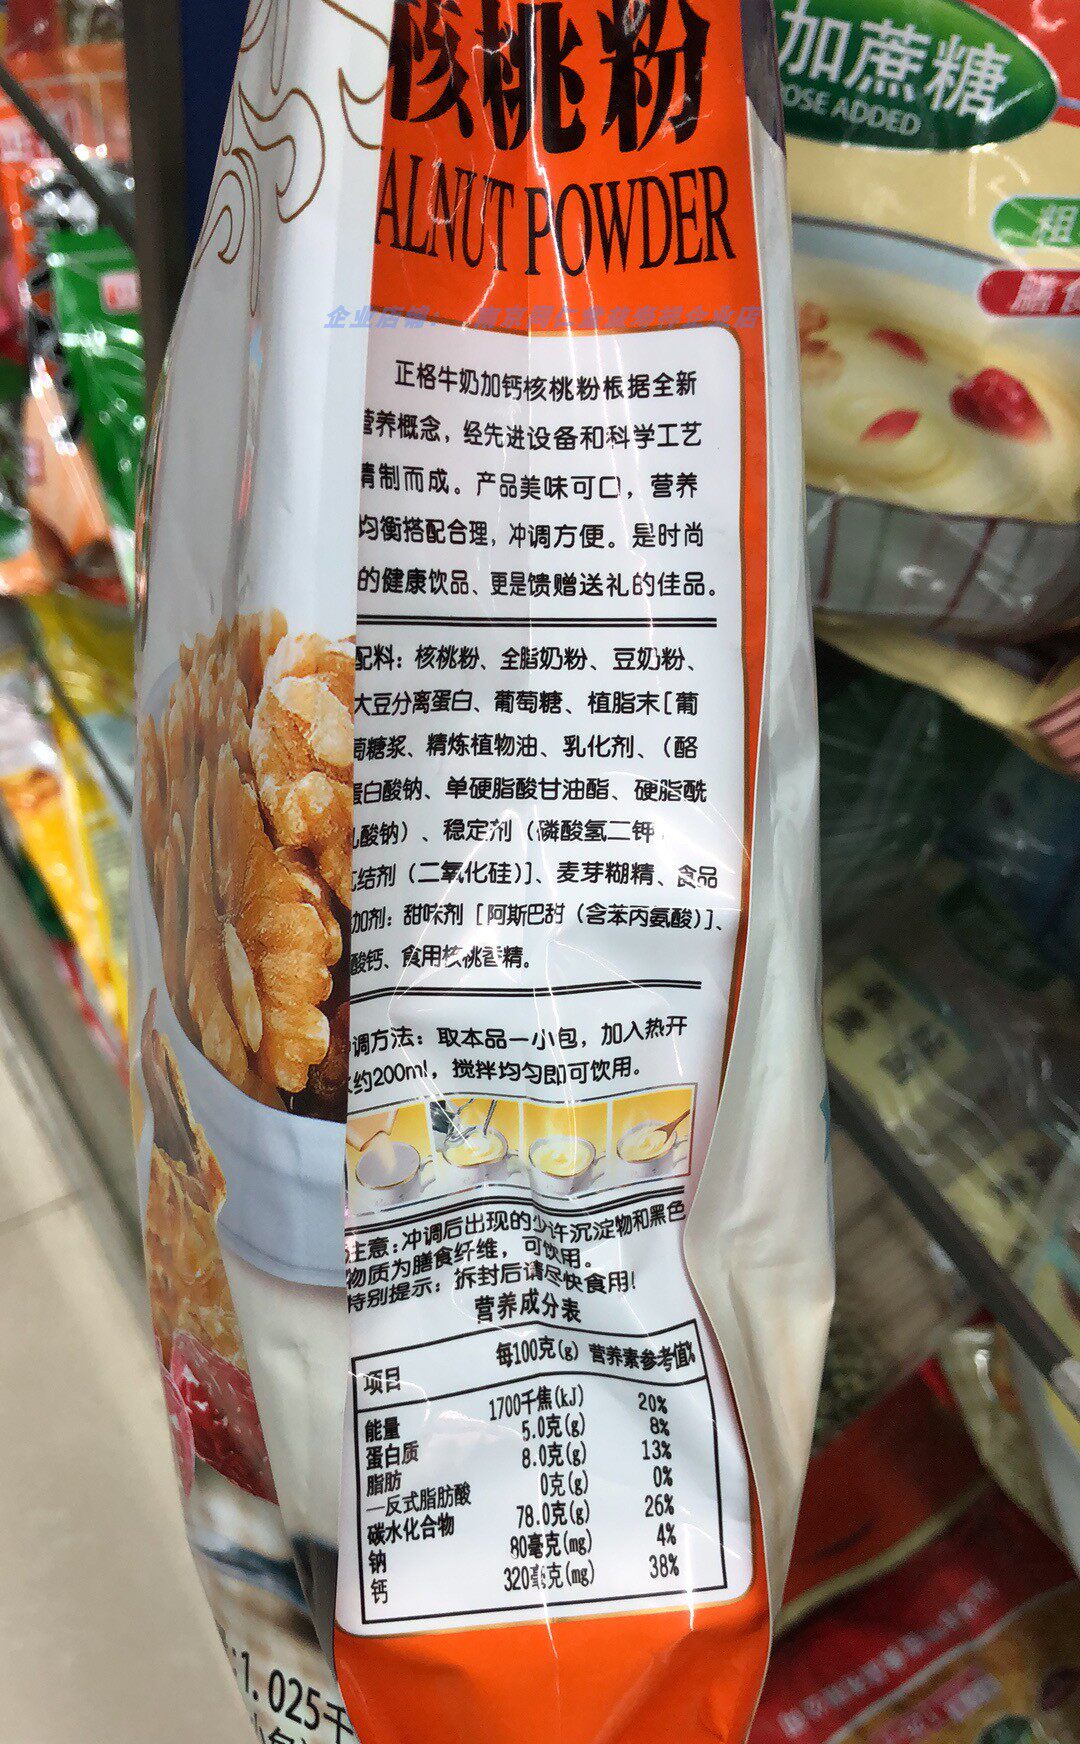 核桃粉
ALNUT POWDER
加蔗糖
OSE ADDED
粗
膳食
企业店铺：南京同仁堂
企业店
正格牛奶加钙核桃粉根据全新
营养概念，经先进设备和科学工艺
精制而成。产品美味可口，营养
均衡搭配合理，冲调方便。是时尚
的健康饮品、更是馈赠送礼的佳品。
配料：核桃粉、全脂奶粉、豆奶粉、
大豆分离蛋白、葡萄糖、植脂末[葡
萄糖浆、精炼植物油、乳化剂、（酪
蛋白酸钠、单硬脂酸甘油酯、硬脂酰
乳酸钠）、稳定剂（磷酸氢二钾
结剂（二氧化硅)]、麦芽糊精、食品
加剂：甜味剂[阿斯巴甜（含苯丙氨酸)]、
酸钙、食用核桃香精。
调方法：取本品一小包，加入热开
约200ml，搅拌均匀即可饮用。
注意：冲调后出现的少许沉淀物和黑色
物质为膳食纤维，可饮用。
特别提示：拆封后请尽快食用！
营养成分表
项目 每100克(g) 营养素参考值%
能量 1700千焦(kJ) 20%
蛋白质 5.0克(g) 8%
脂肪 8.0克(g) 13%
—反式脂肪酸 0克(g) 0%
碳水化合物 78.0克(g) 26%
钠 80毫克(mg) 4%
钙 320毫克(mg) 38%
:1.025千